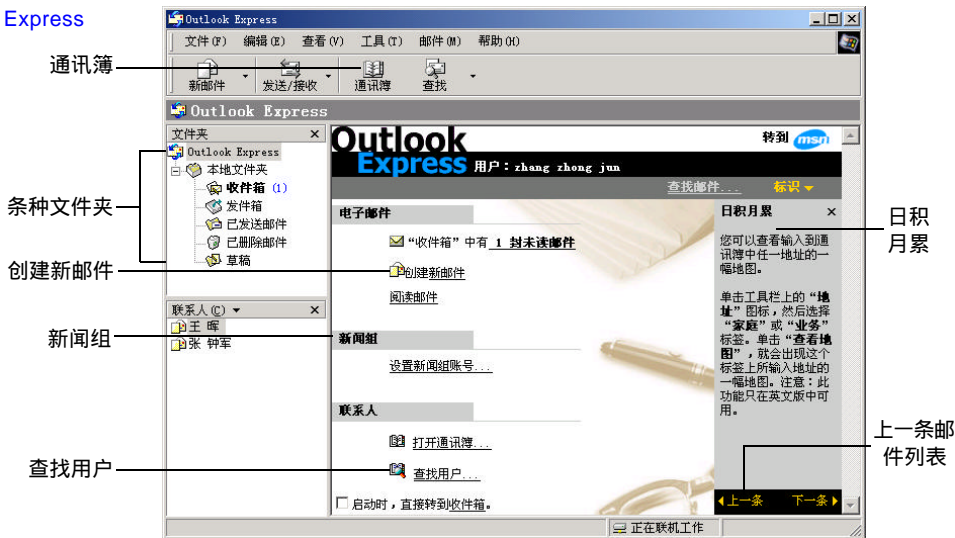 Express
Outlook Express
文件(F) 编辑(E) 查看(V) 工具(T) 邮件(M) 帮助(H)
新邮件 发送/接收 通讯簿 查找
Outlook Express
通讯簿
条种文件夹
创建新邮件
新闻组
查找用户
文件夹 ×
Outlook Express
本地文件夹
收件箱 (1)
发件箱
已发送邮件
已删除邮件
草稿
联系人(C) ×
王 晖
张 钟军
Outlook
Express 用户：zhang zhong jun
转到 msn
查找邮件... 标识
电子邮件
“收件箱”中有 1 封未读邮件
创建新邮件
阅读邮件
新闻组
设置新闻组账号...
联系人
打开通讯簿...
查找用户...
启动时，直接转到收件箱。
日积月累 ×
您可以查看输入到通
讯簿中任一地址的一
幅地图。
单击工具栏上的“地
址”图标，然后选择
“家庭”或“业务”
标签。单击“查看地
图”，就会出现这个
标签上所输入地址的
一幅地图。注意：此
功能只在英文版中可
用。
上一条 下一条
正在联机工作
日积
月累
上一条邮
件列表